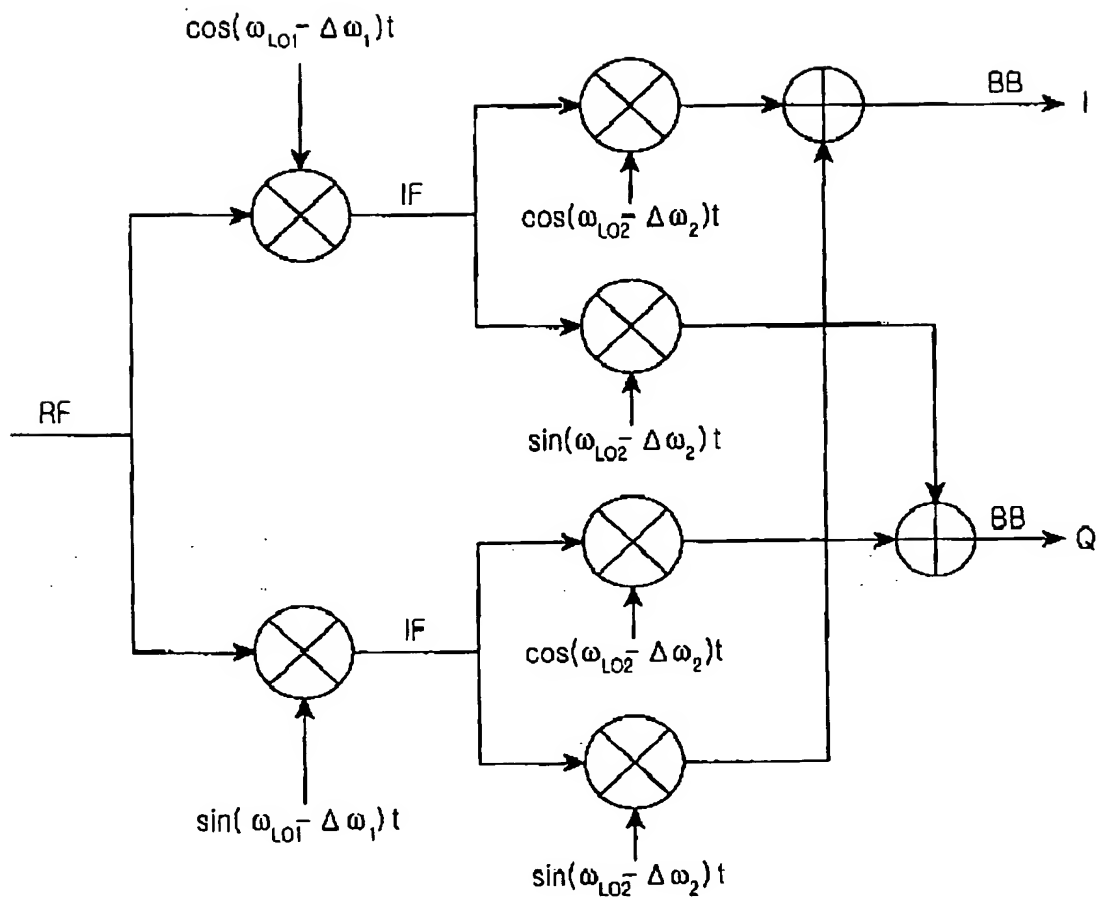 cos(ω_LO1 - Δω_1)t
BB
I
IF
cos(ω_LO2 - Δω_2)t
RF
sin(ω_LO2 - Δω_2)t
BB
Q
IF
cos(ω_LO2 - Δω_2)t
sin(ω_LO1 - Δω_1)t
sin(ω_LO2 - Δω_2)t